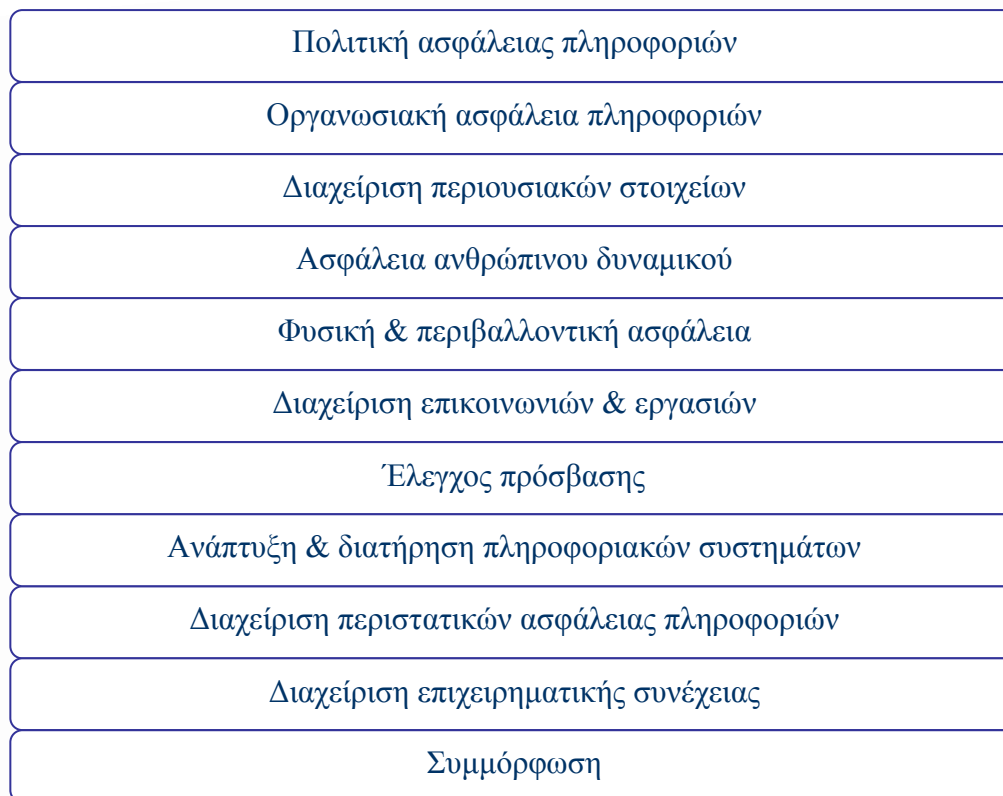 Πολιτική ασφάλειας πληροφοριών
Οργανωσιακή ασφάλεια πληροφοριών
Διαχείριση περιουσιακών στοιχείων
Ασφάλεια ανθρώπινου δυναμικού
Φυσική & περιβαλλοντική ασφάλεια
Διαχείριση επικοινωνιών & εργασιών
Έλεγχος πρόσβασης
Ανάπτυξη & διατήρηση πληροφοριακών συστημάτων
Διαχείριση περιστατικών ασφάλειας πληροφοριών
Διαχείριση επιχειρηματικής συνέχειας
Συμμόρφωση